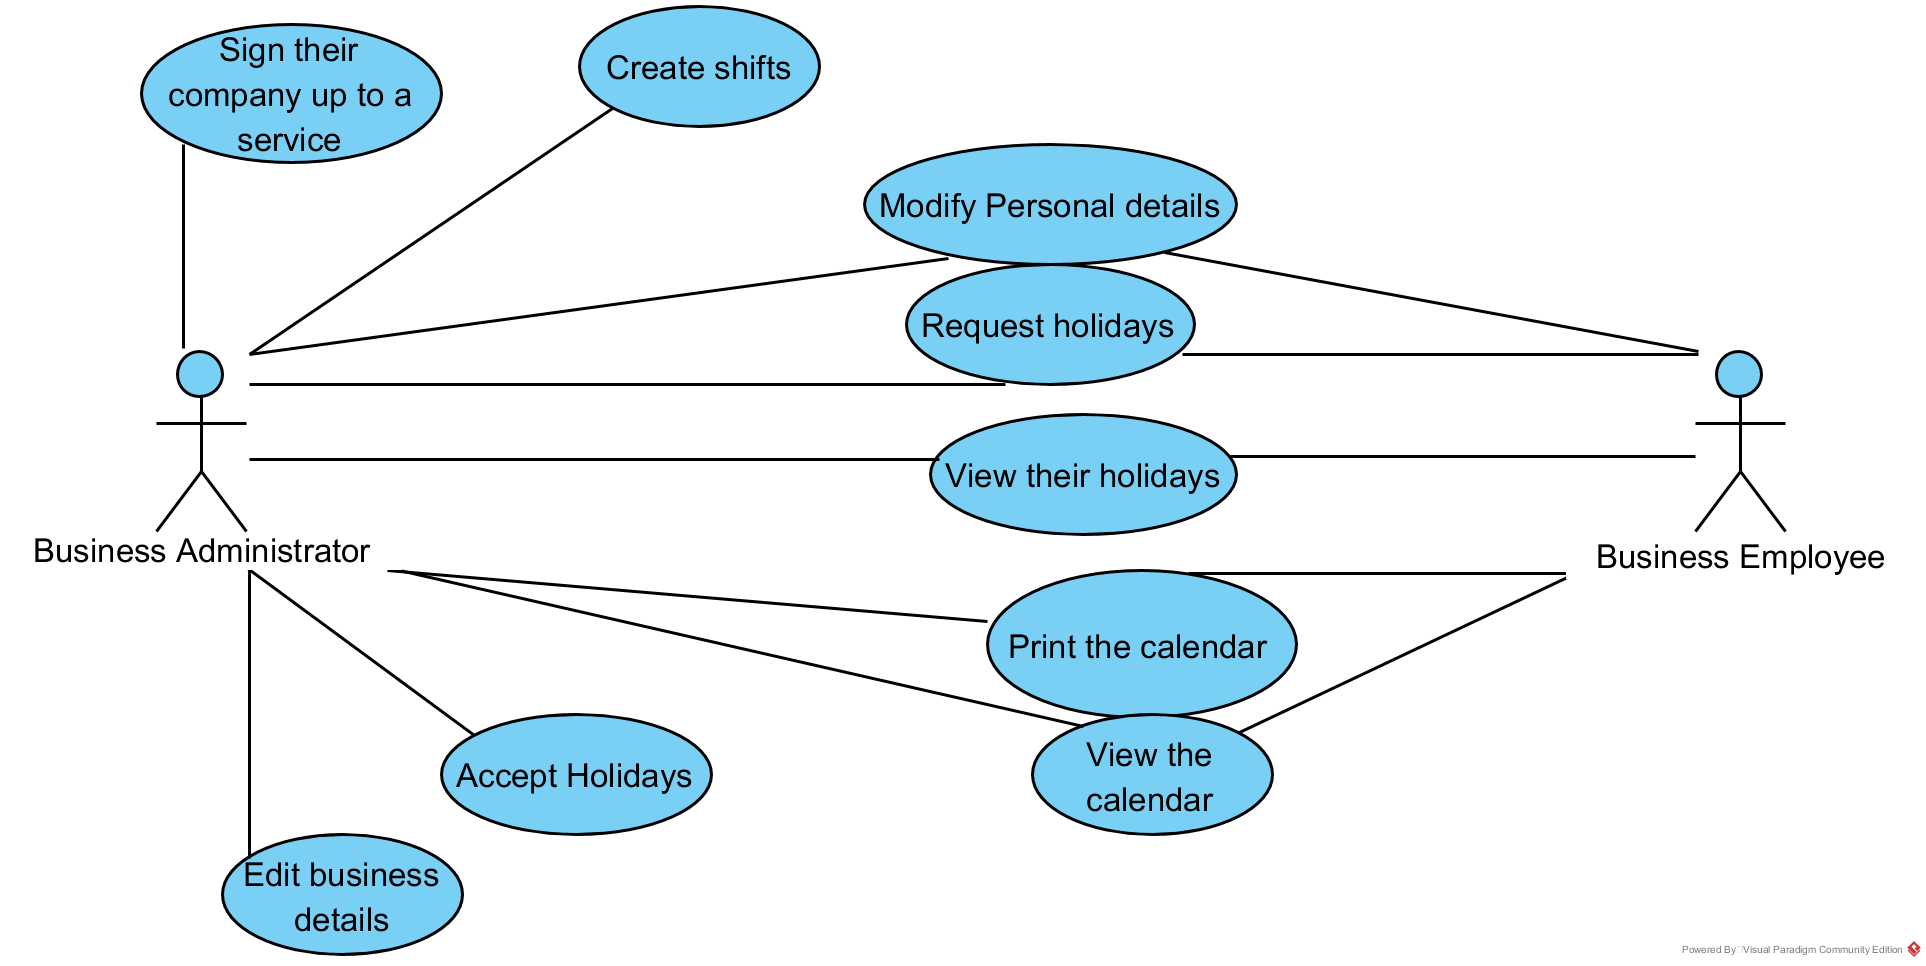 Sign their
company up to a
service
Create shifts
Modify Personal details
Request holidays
View their holidays
Business Administrator
Business Employee
Print the calendar
View the
calendar
Accept Holidays
Edit business
details
Powered By Visual Paradigm Community Edition